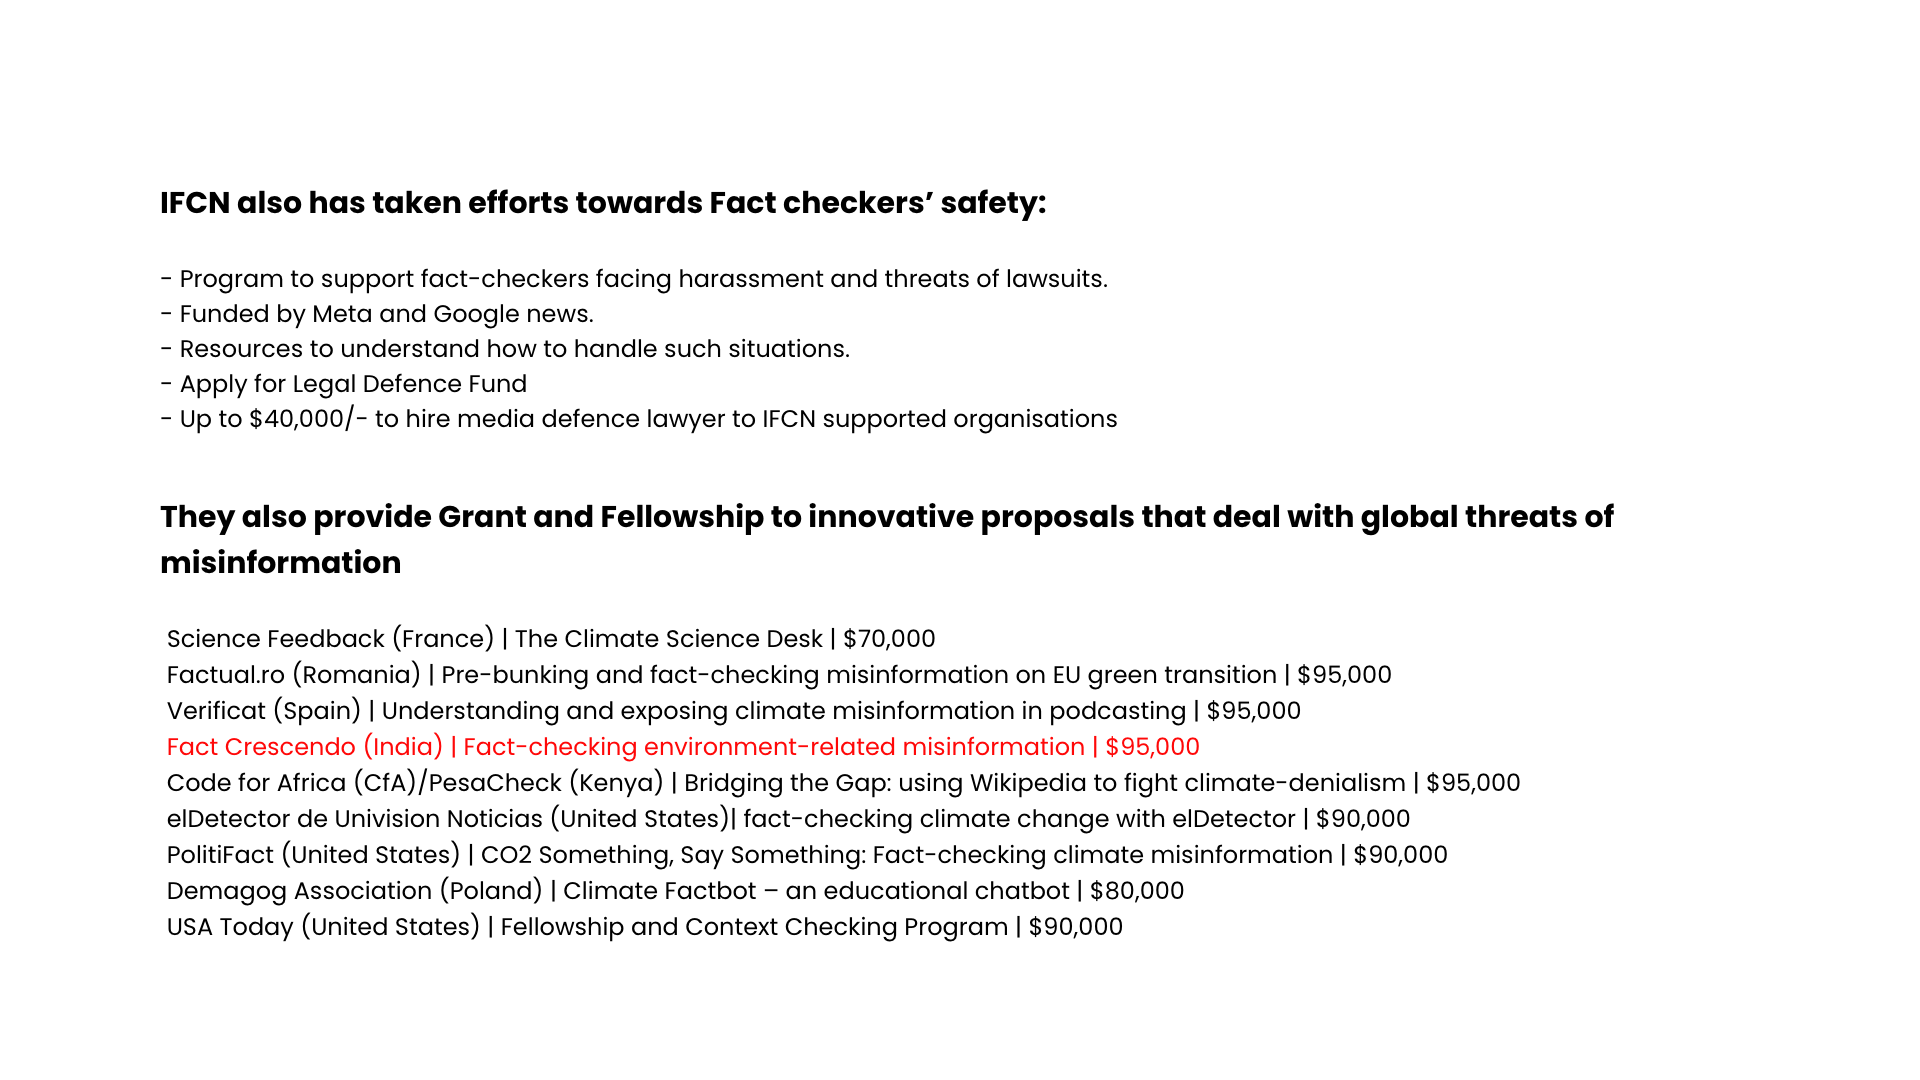 IFCN also has taken efforts towards Fact checkers’ safety:
- Program to support fact-checkers facing harassment and threats of lawsuits.
- Funded by Meta and Google news.
- Resources to understand how to handle such situations.
- Apply for Legal Defence Fund
- Up to $40,000/- to hire media defence lawyer to IFCN supported organisations
They also provide Grant and Fellowship to innovative proposals that deal with global threats of
misinformation
Science Feedback (France) | The Climate Science Desk | $70,000
Factual.ro (Romania) | Pre-bunking and fact-checking misinformation on EU green transition | $95,000
Verificat (Spain) | Understanding and exposing climate misinformation in podcasting | $95,000
Fact Crescendo (India) | Fact-checking environment-related misinformation | $95,000
Code for Africa (CfA)/PesaCheck (Kenya) | Bridging the Gap: using Wikipedia to fight climate-denialism | $95,000
elDetector de Univision Noticias (United States)| fact-checking climate change with elDetector | $90,000
PolitiFact (United States) | CO2 Something, Say Something: Fact-checking climate misinformation | $90,000
Demagog Association (Poland) | Climate Factbot – an educational chatbot | $80,000
USA Today (United States) | Fellowship and Context Checking Program | $90,000